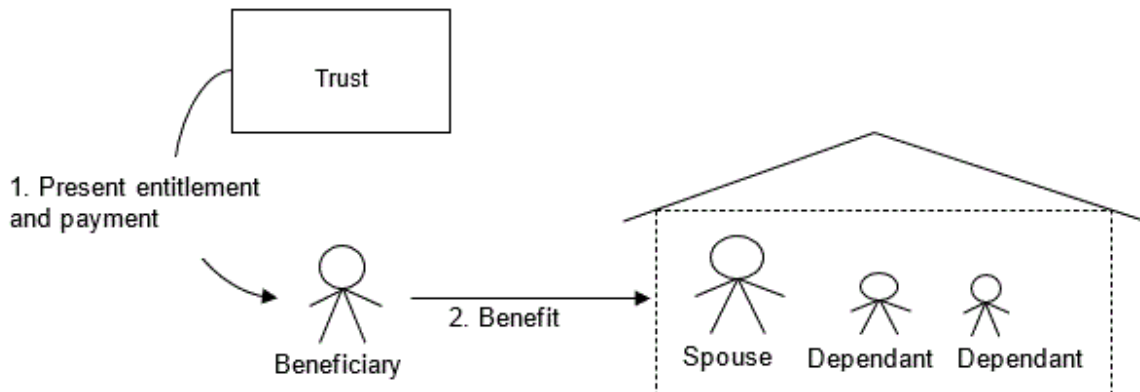 Trust
1. Present entitlement
and payment
2. Benefit
Beneficiary
Spouse
Dependant
Dependant